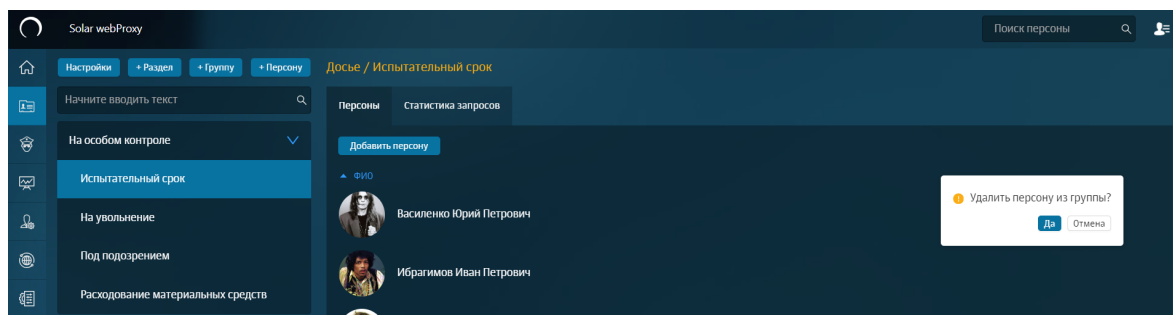 Solar webProxy
Поиск персоны
Настройки + Раздел + Группу + Персону
Досье / Испытательный срок
Начните вводить текст
Персоны Статистика запросов
На особом контроле
Добавить персону
Испытательный срок
ФИО
Удалить персону из группы?
Да Отмена
На увольнение
Василенко Юрий Петрович
Под подозрением
Ибрагимов Иван Петрович
Расходование материальных средств